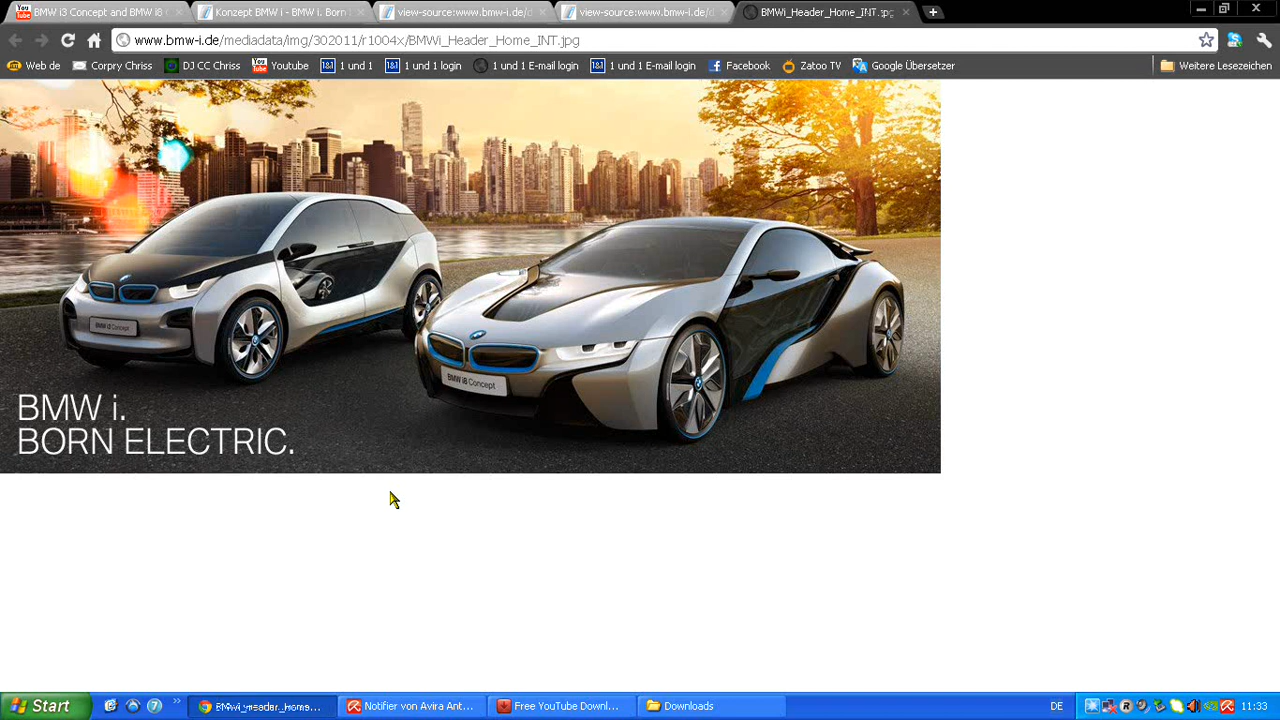 BMW i3 Concept and BMW i8
Konzept BMW i - BMW i. Born
view-source:www.bmw-i.de/d
view-source:www.bmw-i.de/d
BMWi_Header_Home_INT.jpg
www.bmw-i.de/mediadata/img/302011/r1004x/BMWi_Header_Home_INT.jpg
Web de
Corpry Chriss
DJ CC Chriss
Youtube
1 und 1
1 und 1 login
1 und 1 E-mail login
1 und 1 E-mail login
Facebook
Zatoo TV
Google Übersetzer
Weitere Lesezeichen
BMW i3 Concept
BMW i8 Concept
BMW i.
BORN ELECTRIC.
Start
BMWi_Header_Home...
Notifier von Avira Ant...
Free YouTube Downl...
Downloads
DE
11:33